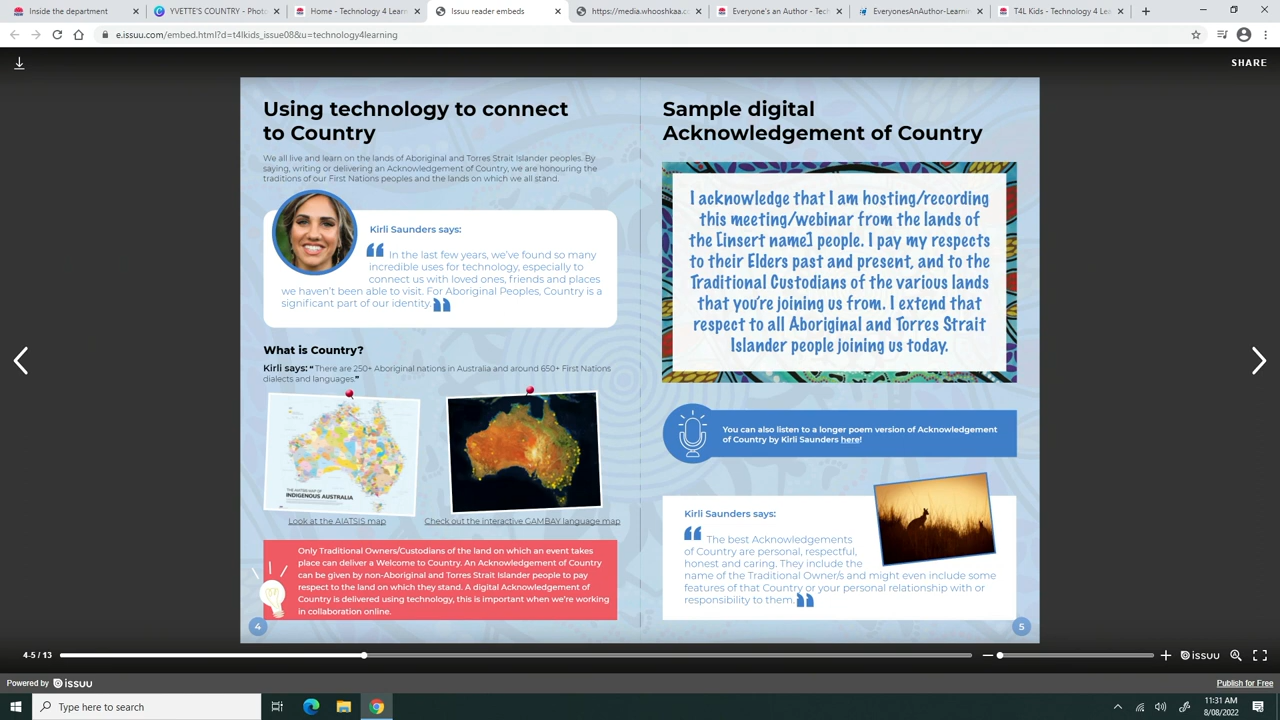 Inside the department
YVETTE'S COUNTRY - Phot
Home - Technology 4 Learn
Issuu reader embeds
https://media.whooshkaa.co
Everyone's an Author - Tech
EveryonesAnAuthor-Learnin
T4L Kids - Technology 4 Lea
e.issuu.com/embed.html?d=t4lkids_issue08&u=technology4learning
SHARE
Using technology to connect
to Country
We all live and learn on the lands of Aboriginal and Torres Strait Islander peoples. By
saying, writing or delivering an Acknowledgement of Country, we are honouring the
traditions of our First Nations peoples and the lands on which we all stand.
Kirli Saunders says:
“ In the last few years, we've found so many
incredible uses for technology, especially to
connect us with loved ones, friends and places
we haven't been able to visit. For Aboriginal Peoples, Country is a
significant part of our identity. ”
What is Country?
Kirli says: “There are 250+ Aboriginal nations in Australia and around 650+ First Nations
dialects and languages.”
INDIGENOUS AUSTRALIA
Look at the AIATSIS map
Check out the interactive GAMBAY language map
Only Traditional Owners/Custodians of the land on which an event takes
place can deliver a Welcome to Country. An Acknowledgement of Country
can be given by non-Aboriginal and Torres Strait Islander people to pay
respect to the land on which they stand. A digital Acknowledgement of
Country is delivered using technology, this is important when we're working
in collaboration online.
4
Sample digital
Acknowledgement of Country
I acknowledge that I am hosting/recording
this meeting/webinar from the lands of
the [insert name] people. I pay my respects
to their Elders past and present, and to the
Traditional Custodians of the various lands
that you're joining us from. I extend that
respect to all Aboriginal and Torres Strait
Islander people joining us today.
You can also listen to a longer poem version of Acknowledgement
of Country by Kirli Saunders here!
Kirli Saunders says:
“ The best Acknowledgements
of Country are personal, respectful,
honest and caring. They include the
name of the Traditional Owner/s and might even include some
features of that Country or your personal relationship with or
responsibility to them. ”
5
4-5 / 13
issuu
Powered by issuu
Publish for Free
Type here to search
11:31 AM
8/08/2022